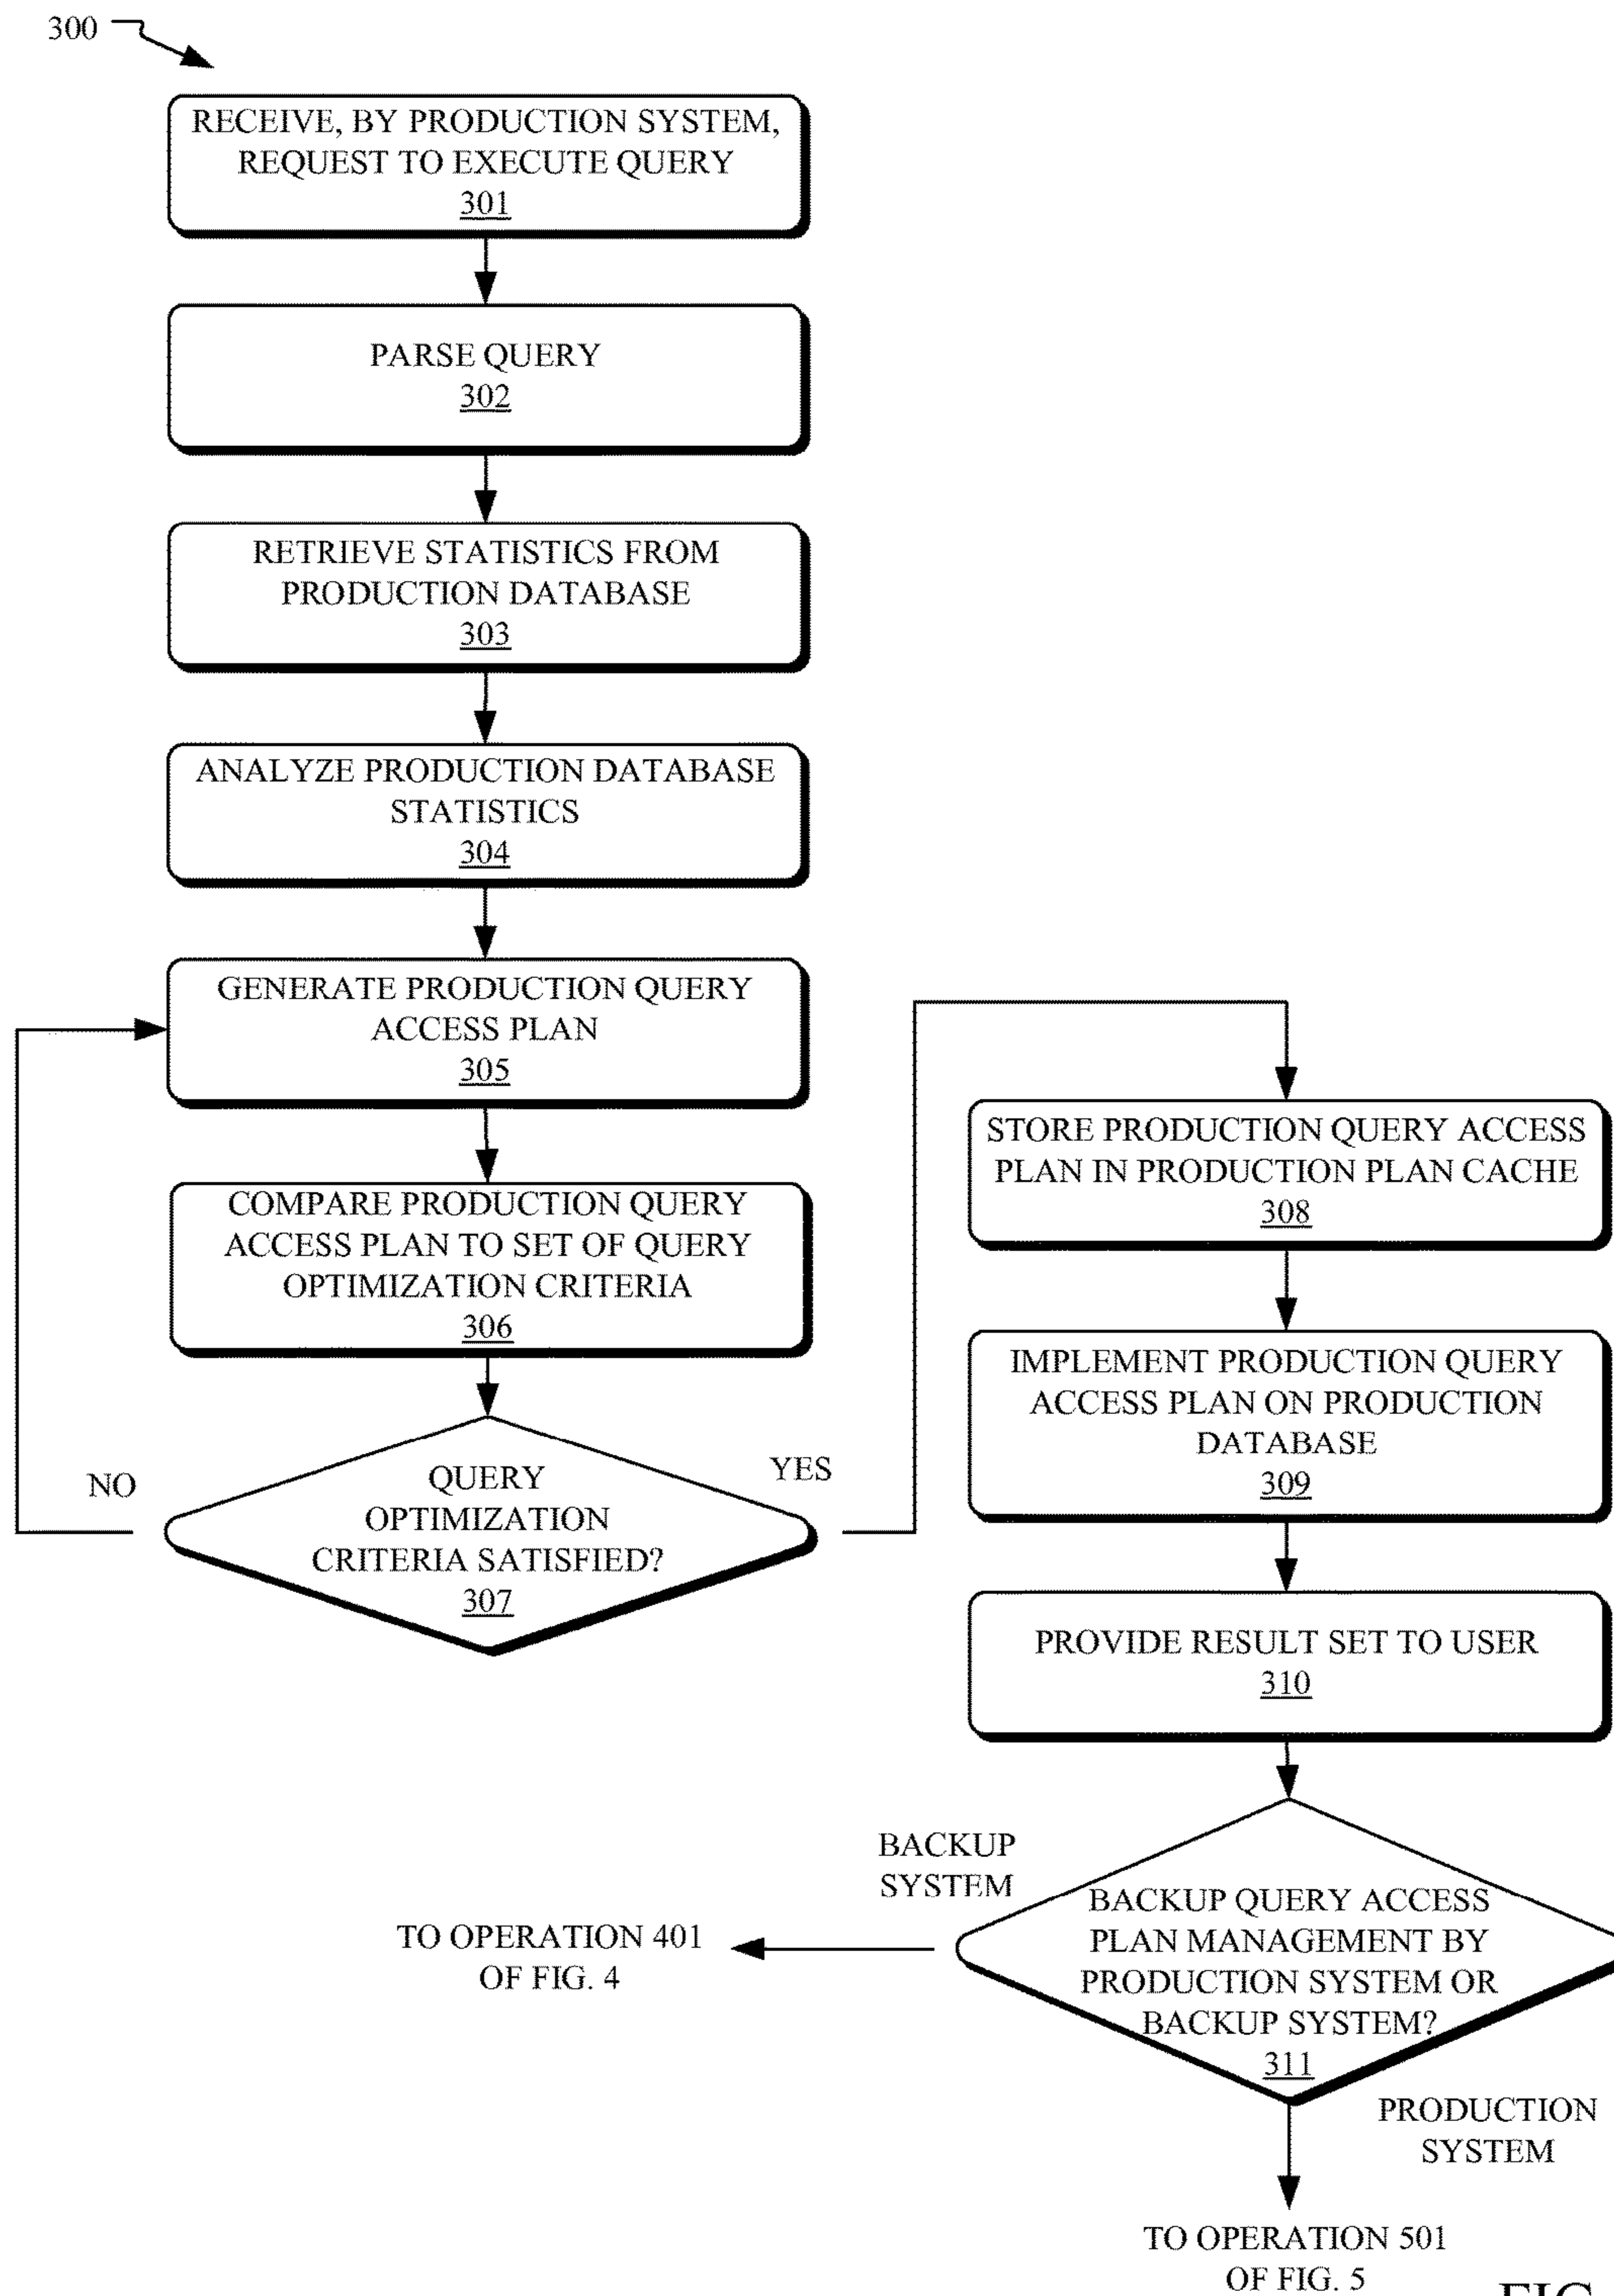 300
RECEIVE, BY PRODUCTION SYSTEM,
REQUEST TO EXECUTE QUERY
301
PARSE QUERY
302
RETRIEVE STATISTICS FROM
PRODUCTION DATABASE
303
ANALYZE PRODUCTION DATABASE
STATISTICS
304
GENERATE PRODUCTION QUERY
ACCESS PLAN
305
COMPARE PRODUCTION QUERY
ACCESS PLAN TO SET OF QUERY
OPTIMIZATION CRITERIA
306
NO
QUERY
OPTIMIZATION
CRITERIA SATISFIED?
307
YES
STORE PRODUCTION QUERY ACCESS
PLAN IN PRODUCTION PLAN CACHE
308
IMPLEMENT PRODUCTION QUERY
ACCESS PLAN ON PRODUCTION
DATABASE
309
PROVIDE RESULT SET TO USER
310
BACKUP
SYSTEM
BACKUP QUERY ACCESS
PLAN MANAGEMENT BY
PRODUCTION SYSTEM OR
BACKUP SYSTEM?
311
TO OPERATION 401
OF FIG. 4
PRODUCTION
SYSTEM
TO OPERATION 501
OF FIG. 5